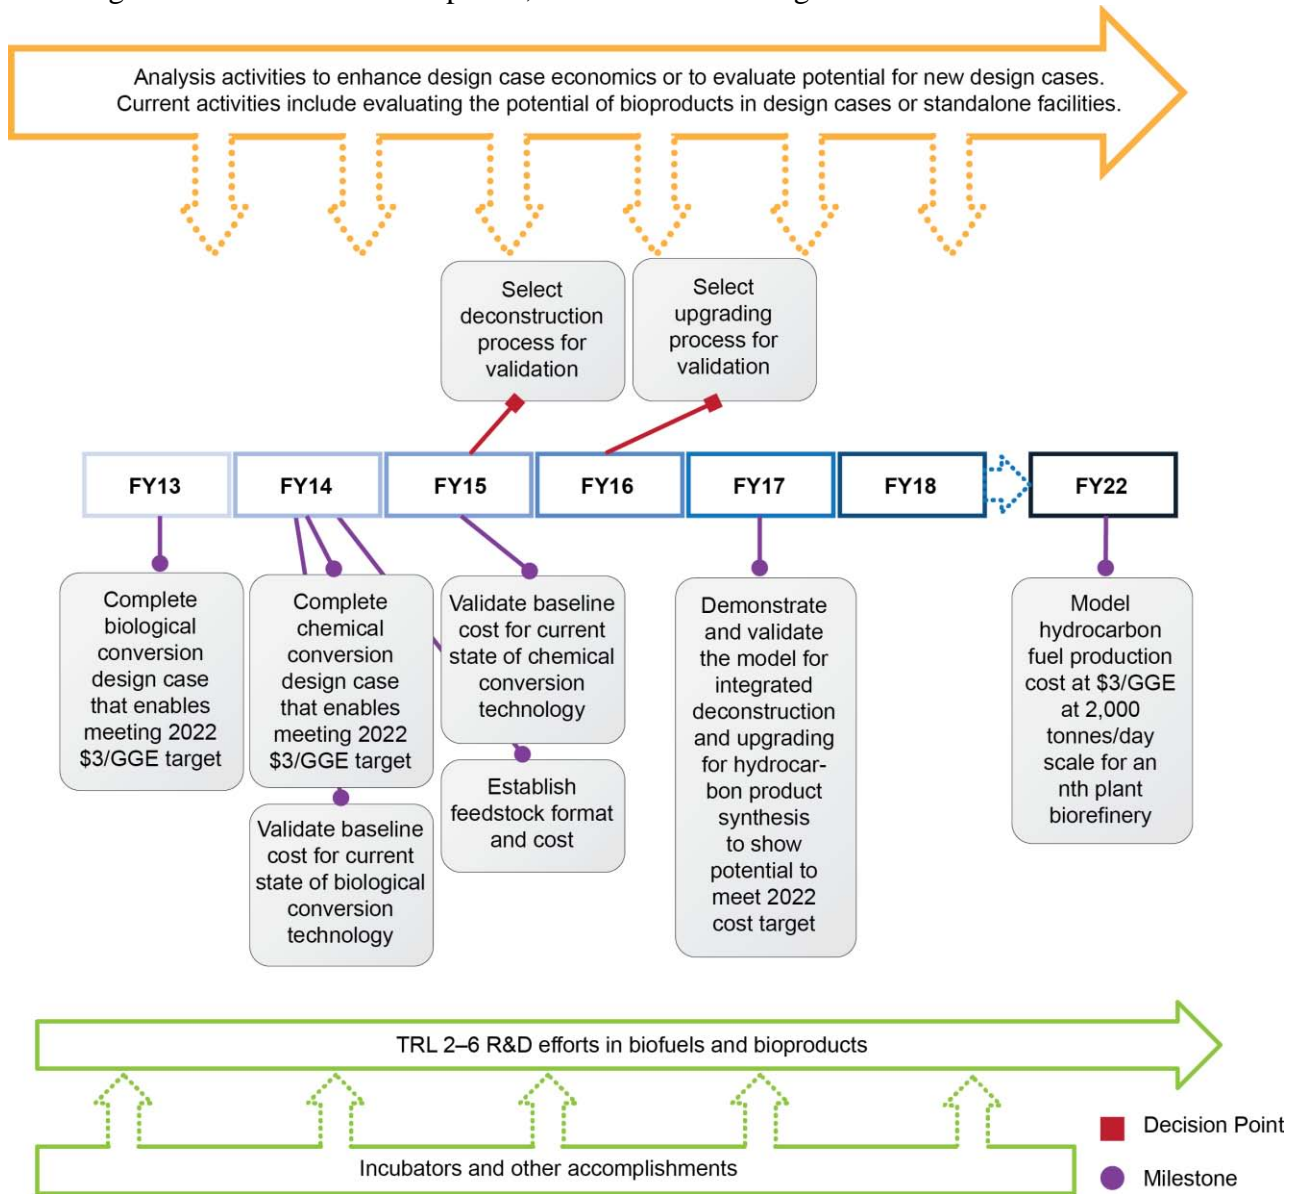 Analysis activities to enhance design case economics or to evaluate potential for new design cases.
Current activities include evaluating the potential of bioproducts in design cases or standalone facilities.
Select
deconstruction
process for
validation
Select
upgrading
process for
validation
FY13
FY14
FY15
FY16
FY17
FY18
FY22
Complete
biological
conversion
design case
that enables
meeting 2022
$3/GGE target
Complete
chemical
conversion
design case
that enables
meeting 2022
$3/GGE target
Validate baseline
cost for current
state of biological
conversion
technology
Validate baseline
cost for current
state of chemical
conversion
technology
Establish
feedstock format
and cost
Demonstrate
and validate
the model for
integrated
deconstruction
and upgrading
for hydrocar-
bon product
synthesis
to show
potential to
meet 2022
cost target
Model
hydrocarbon
fuel production
cost at $3/GGE
at 2,000
tonnes/day
scale for an
nth plant
biorefinery
TRL 2–6 R&D efforts in biofuels and bioproducts
Incubators and other accomplishments
Decision Point
Milestone